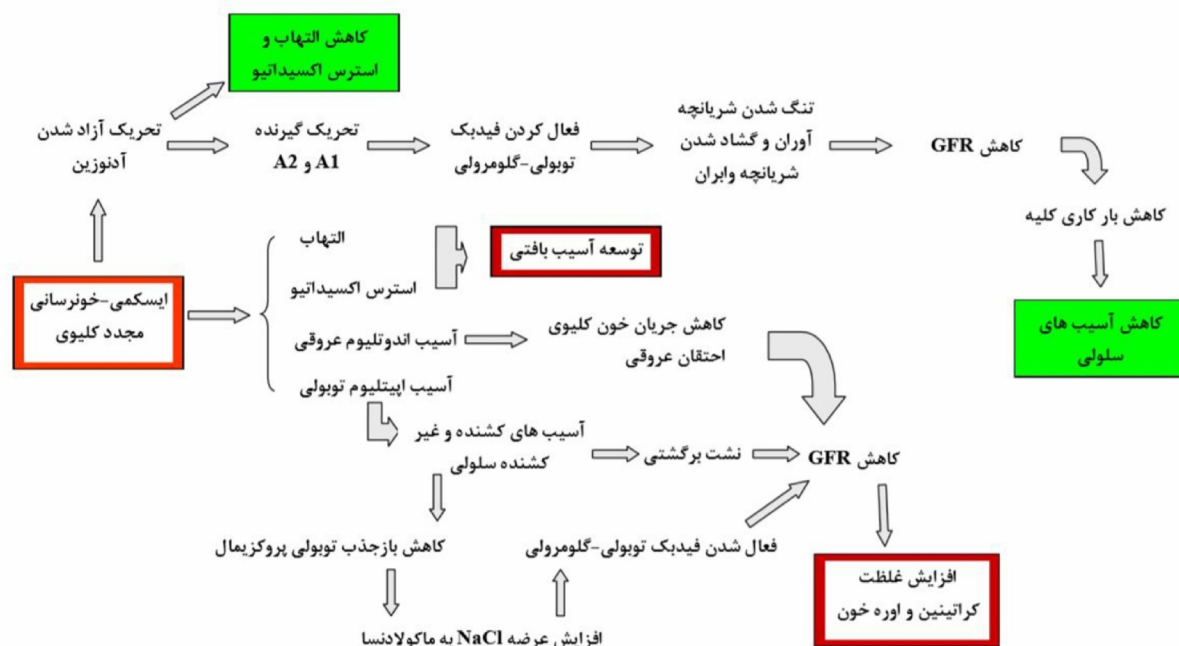 کاهش التهاب و
استرس اکسیداتیو
تحریک آزاد شدن
آدنوزین
تحریک گیرنده
A1 و A2
فعال کردن فیدبک
توبولی-گلومرولی
تنگ شدن شریانچه
آوران و گشاد شدن
شریانچه وابران
کاهش GFR
کاهش بار کاری کلیه
کاهش آسیب های
سلولی
ایسکمی-خونرسانی
مجدد کلیوی
التهاب
استرس اکسیداتیو
آسیب اندوتلیوم عروقی
آسیب اپیتلیوم توبولی
توسعه آسیب بافتی
کاهش جریان خون کلیوی
احتقان عروقی
آسیب های کشنده و غیر
کشنده سلولی
نشت برگشتی
کاهش GFR
کاهش بازجذب توبولی پروکزیمال
فعال شدن فیدبک توبولی-گلومرولی
افزایش عرضه NaCl به ماکولادنسا
افزایش غلظت
کراتینین و اوره خون